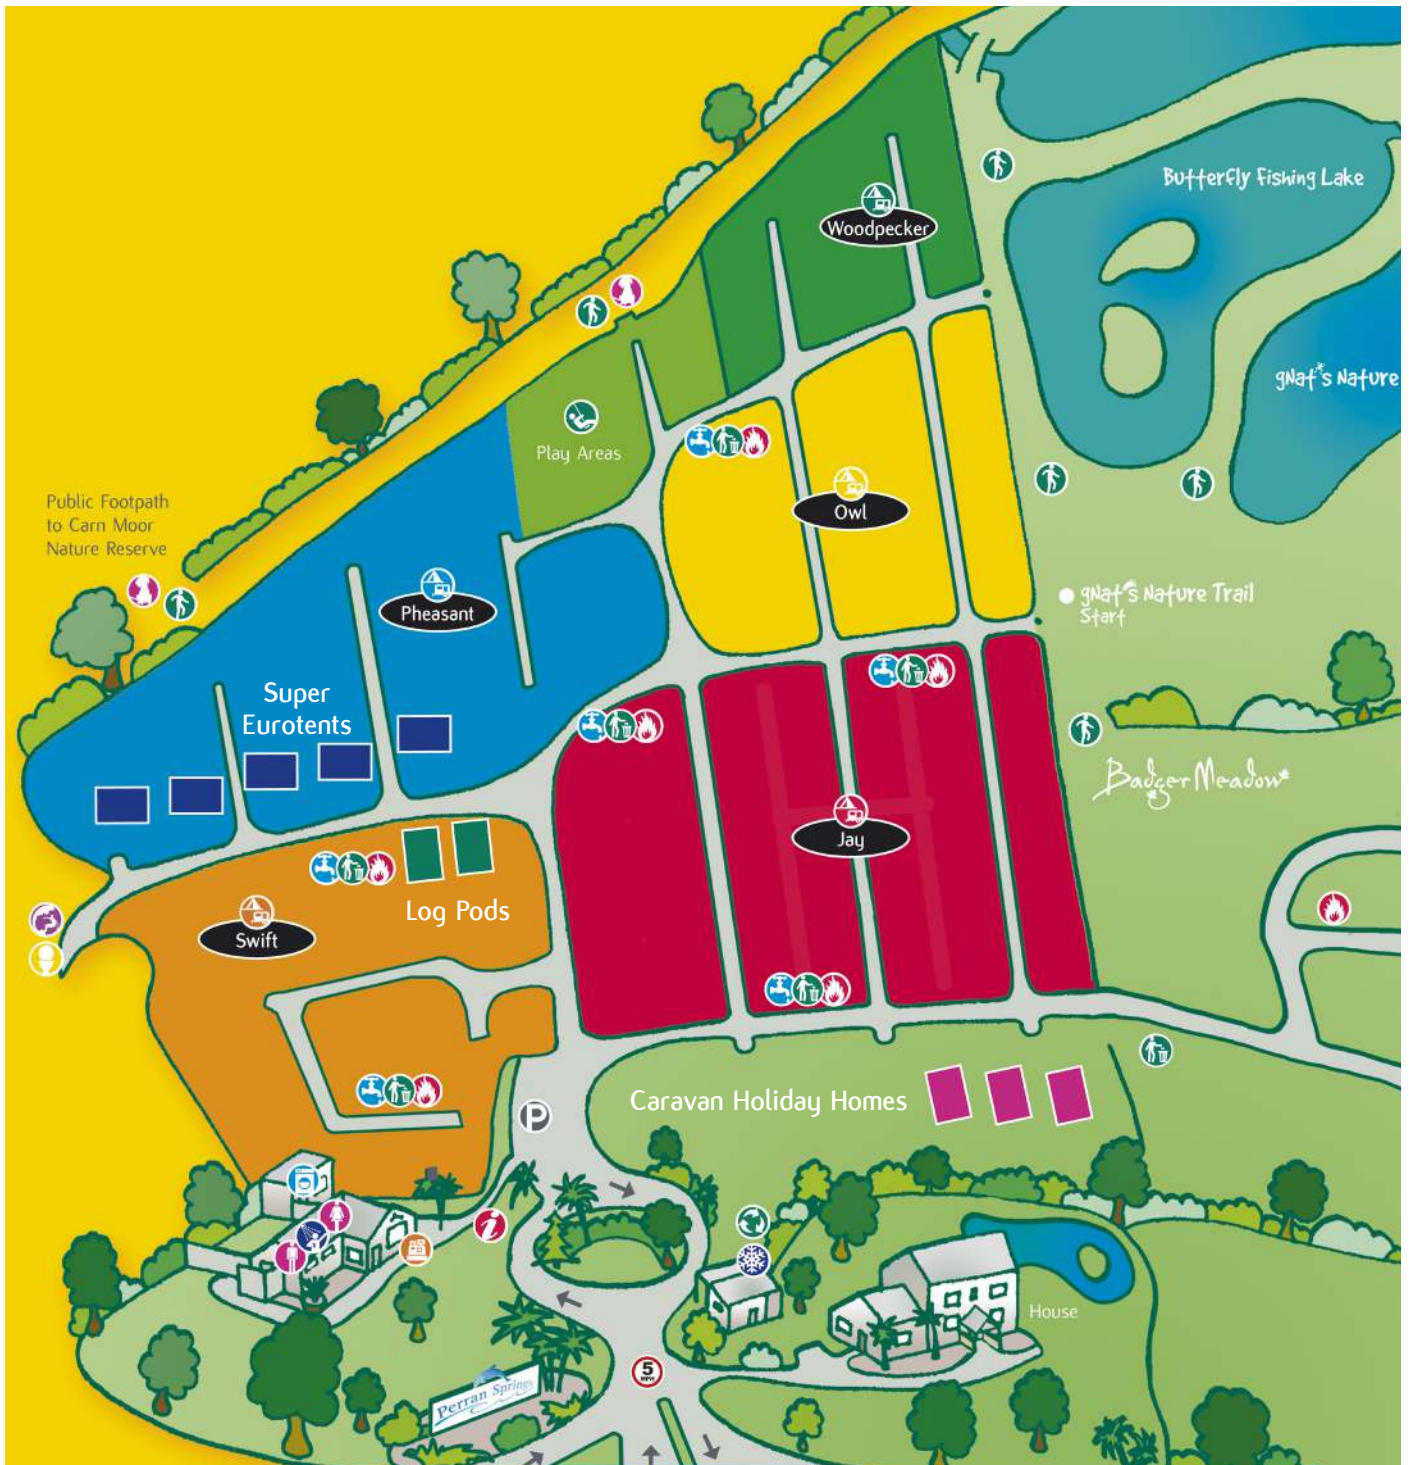 Butterfly Fishing Lake
Woodpecker
gNat's Nature
Play Areas
Owl
Public Footpath
to Carn Moor
Nature Reserve
Pheasant
gNat's Nature Trail
Start
Super
Eurotents
Badger Meadow
Jay
Log Pods
Swift
Caravan Holiday Homes
P
i
House
5
MPH
Perran Springs